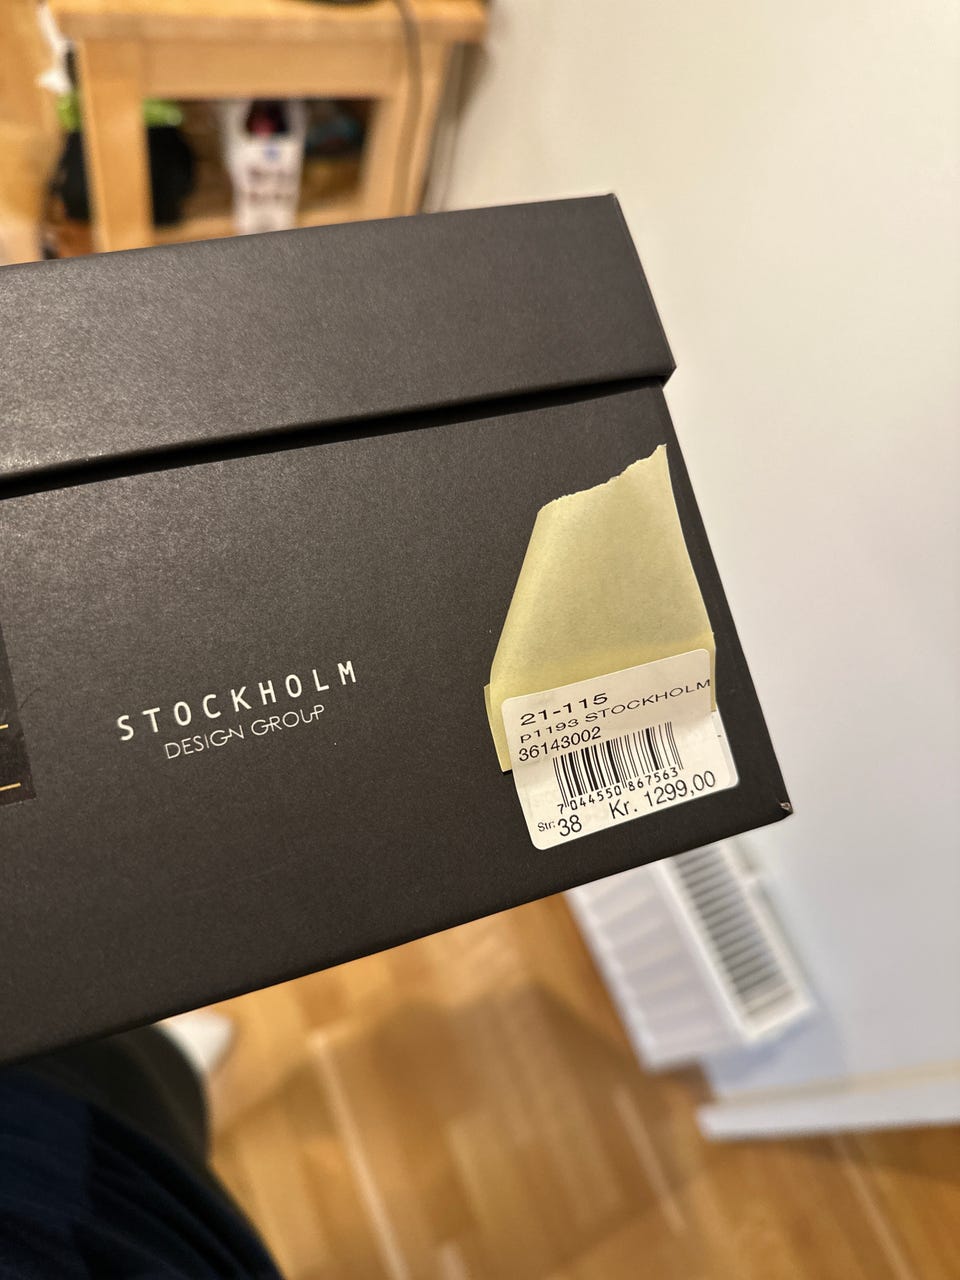 STOCKHOLM
DESIGN GROUP
21-115
P1193 STOCKHOLM
36143002
7 044550 867563
Str: 38 Kr. 1299,00